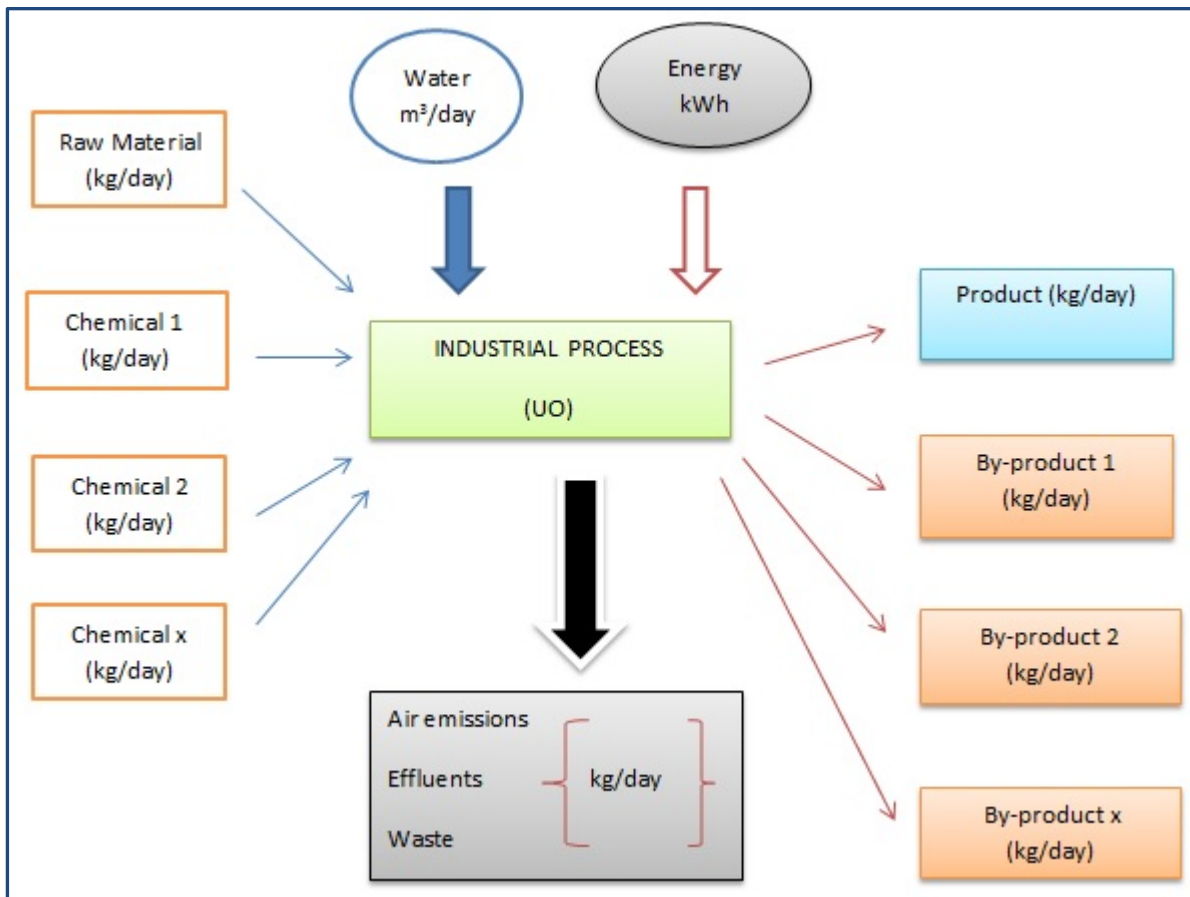 Water
m³/day
Energy
kWh
Raw Material
(kg/day)
Chemical 1
(kg/day)
Chemical 2
(kg/day)
Chemical x
(kg/day)
INDUSTRIAL PROCESS
(UO)
Product (kg/day)
By-product 1
(kg/day)
By-product 2
(kg/day)
By-product x
(kg/day)
Air emissions
Effluents
kg/day
Waste